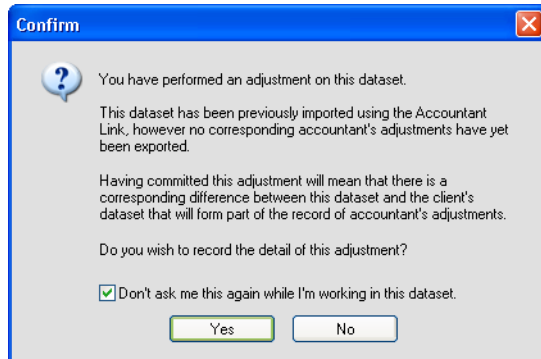 Confirm
You have performed an adjustment on this dataset.
This dataset has been previously imported using the Accountant
Link, however no corresponding accountant's adjustments have yet
been exported.
Having committed this adjustment will mean that there is a
corresponding difference between this dataset and the client's
dataset that will form part of the record of accountant's adjustments.
Do you wish to record the detail of this adjustment?
Don't ask me this again while I'm working in this dataset.
Yes No